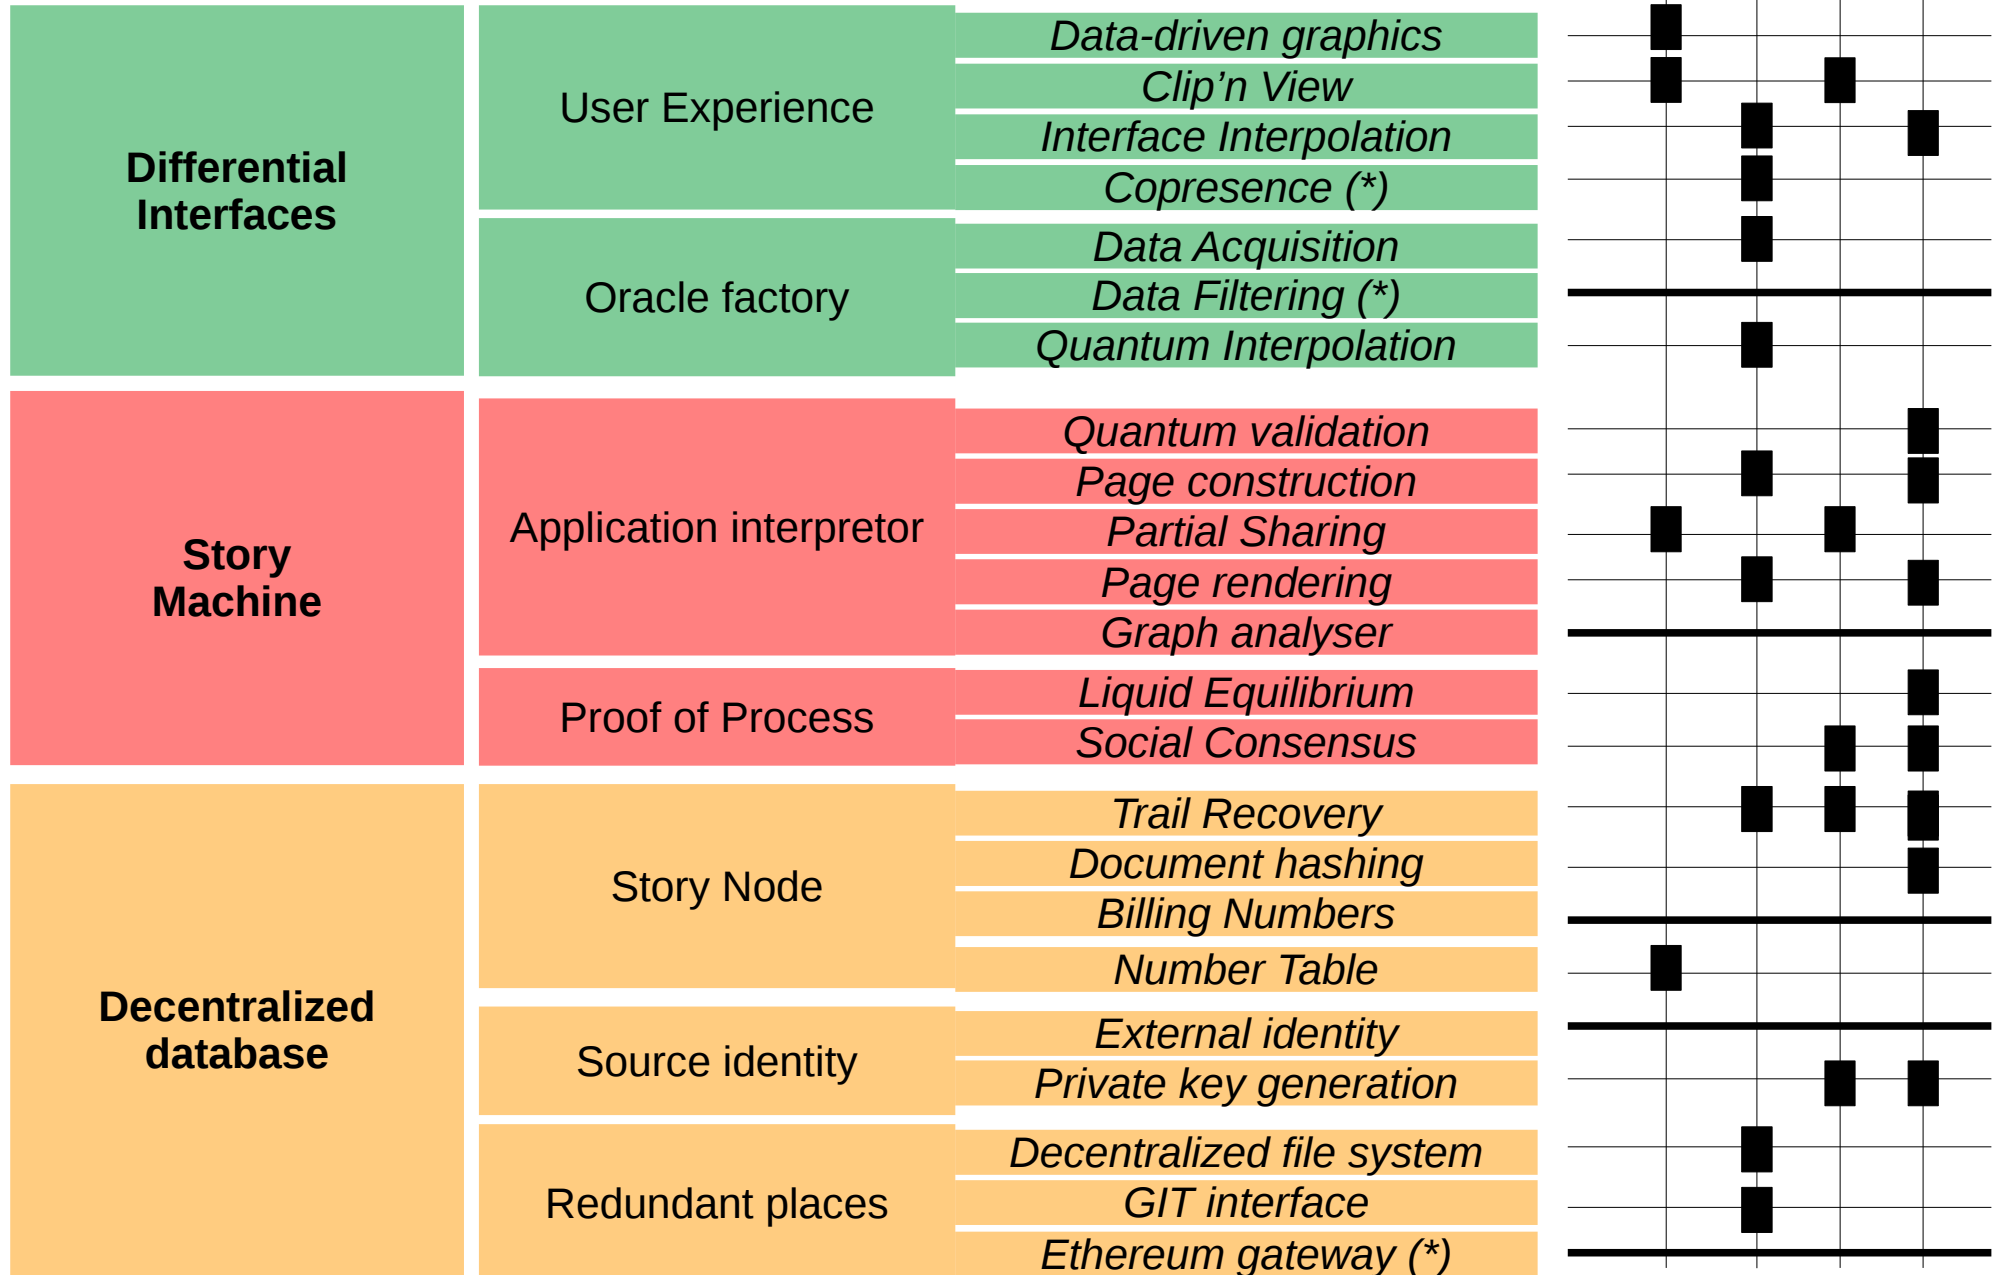 Differential
Interfaces
User Experience
Data-driven graphics
Clip’n View
Interface Interpolation
Copresence (*)
Oracle factory
Data Acquisition
Data Filtering (*)
Quantum Interpolation
Story
Machine
Application interpretor
Quantum validation
Page construction
Partial Sharing
Page rendering
Graph analyser
Proof of Process
Liquid Equilibrium
Social Consensus
Decentralized
database
Story Node
Trail Recovery
Document hashing
Billing Numbers
Number Table
Source identity
External identity
Private key generation
Redundant places
Decentralized file system
GIT interface
Ethereum gateway (*)